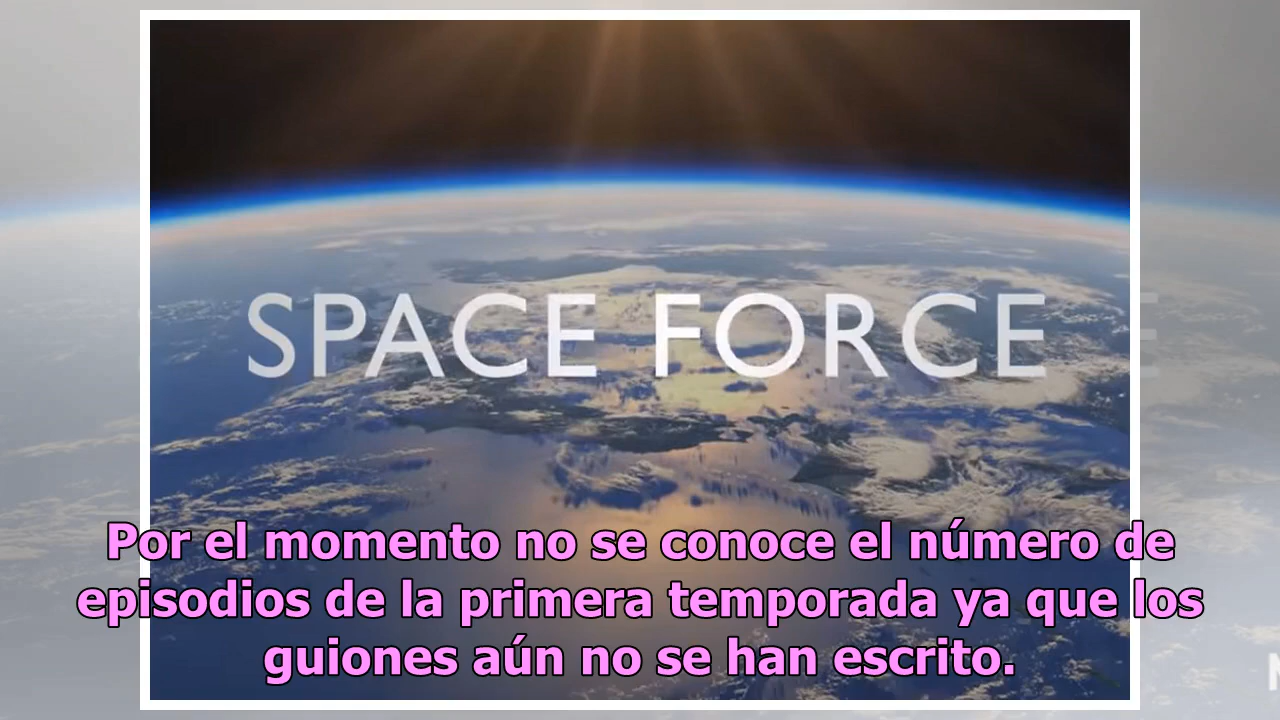 SPACE FORCE
Por el momento no se conoce el número de
episodios de la primera temporada ya que los
guiones aún no se han escrito.